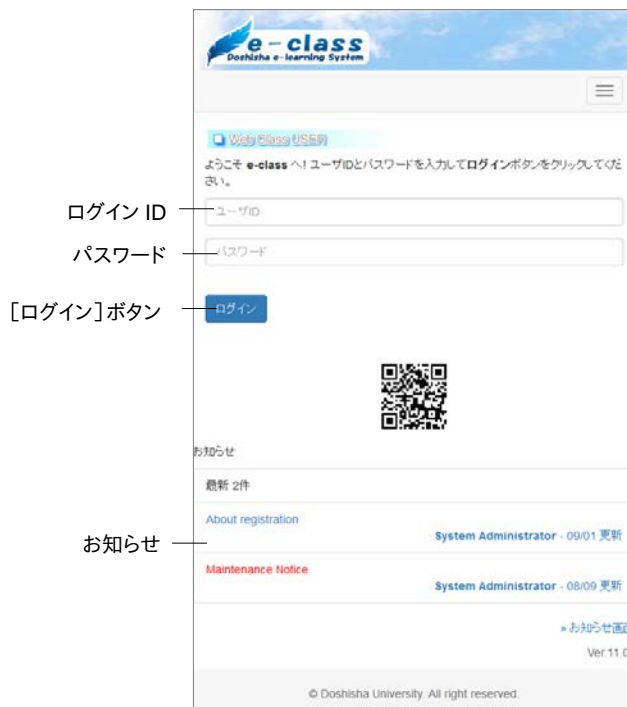 e-class
Doshisha e-learning System
Web Class USER
ようこそ e-class へ! ユーザIDとパスワードを入力してログインボタンをクリックしてくだ
さい。
ログイン ID
ユーザID
パスワード
パスワード
[ログイン]ボタン
ログイン
お知らせ
最新 2件
About registration
System Administrator - 09/01 更新
お知らせ
Maintenance Notice
System Administrator - 08/09 更新
» お知らせ画
Ver.11.0
© Doshisha University. All right reserved.